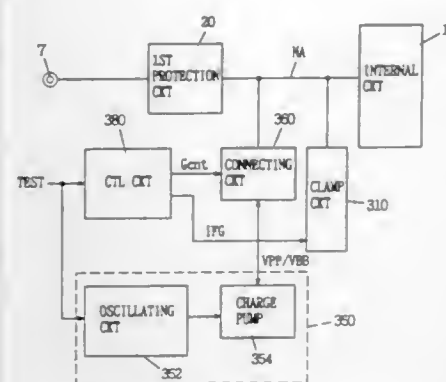 20
7
1ST
PROTECTION
CKT
NA
INTERNAL
CKT
1
380
360
TEST
CTL CKT
Gcnt
CONNECTING
CKT
CLAMP
CKT
310
IFG
VPP/VBB
OSCILLATING
CKT
CHARGE
PUMP
350
352
354